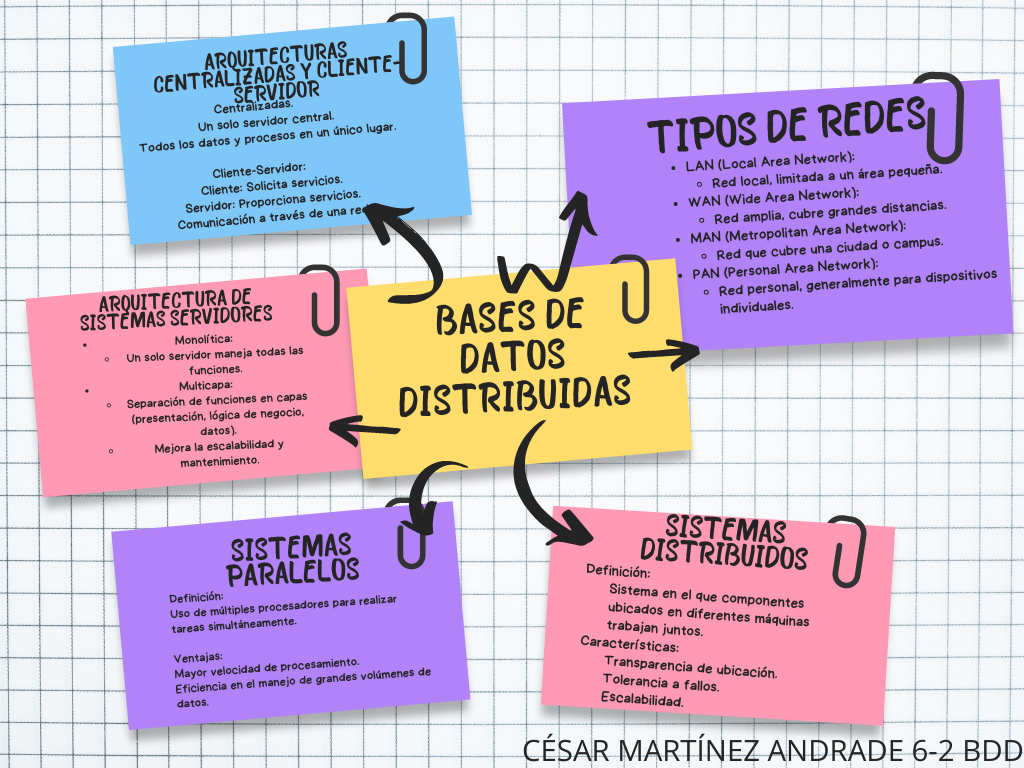 ARQUITECTURAS
CENTRALIZADAS Y CLIENTE-
SERVIDOR
Centralizadas.
Un solo servidor central.
Todos los datos y procesos en un único lugar.
Cliente-Servidor:
Cliente: Solicita servicios.
Servidor: Proporciona servicios.
Comunicación a través de una
TIPOS DE REDES
• LAN (Local Area Network):
◦ Red local, limitada a un área pequeña.
• WAN (Wide Area Network):
◦ Red amplia, cubre grandes distancias.
• MAN (Metropolitan Area Network):
◦ Red que cubre una ciudad o campus.
• PAN (Personal Area Network):
◦ Red personal, generalmente para dispositivos
individuales.
ARQUITECTURA DE
SISTEMAS SERVIDORES
• Monolítica:
◦ Un solo servidor maneja todas las
funciones.
• Multicapa:
◦ Separación de funciones en capas
(presentación, lógica de negocio,
datos).
◦ Mejora la escalabilidad y
mantenimiento.
BASES DE
DATOS
DISTRIBUIDAS
SISTEMAS
PARALELOS
Definición:
Uso de múltiples procesadores para realizar
tareas simultáneamente.
Ventajas:
Mayor velocidad de procesamiento.
Eficiencia en el manejo de grandes volúmenes de
datos.
SISTEMAS
DISTRIBUIDOS
Definición:
Sistema en el que componentes
ubicados en diferentes máquinas
trabajan juntos.
Características:
Transparencia de ubicación.
Tolerancia a fallos.
Escalabilidad.
CÉSAR MARTÍNEZ ANDRADE 6-2 BDD